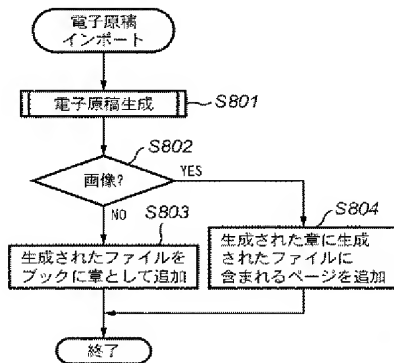 電子原稿
インポート
電子原稿生成
S801
S802
画像?
YES
NO
S803
S804
生成されたファイルを
ブックに章として追加
生成された章に生成
されたファイルに
含まれるページを追加
終了